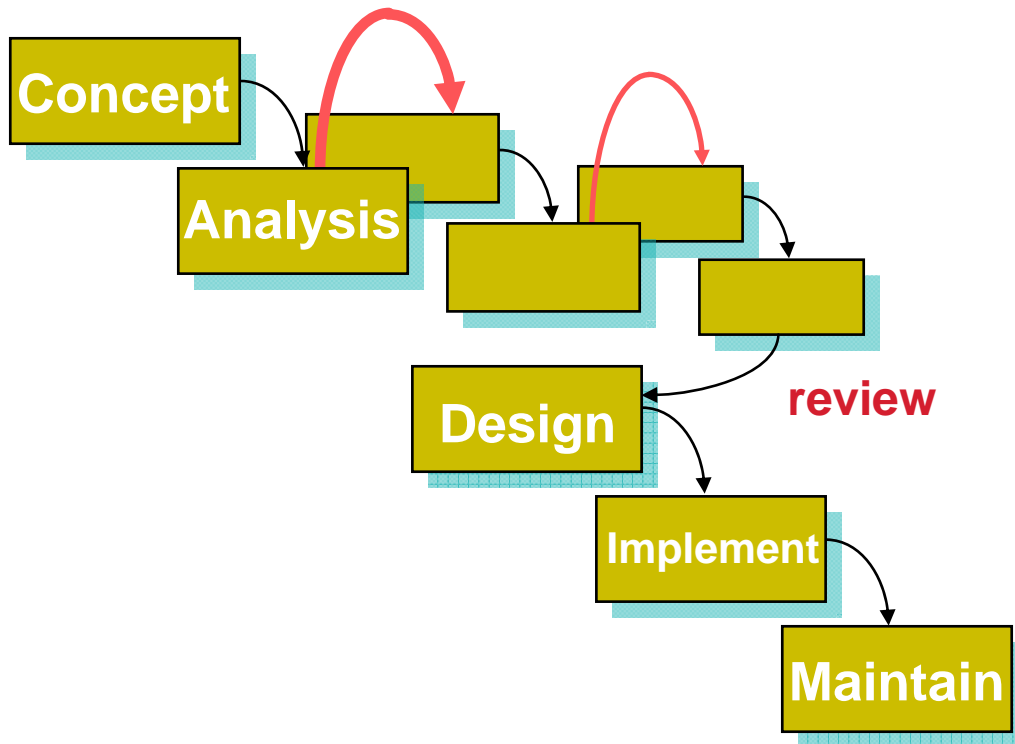 Concept
Analysis
review
Design
Implement
Maintain